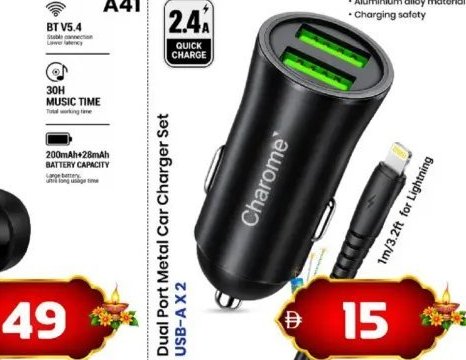 A41
BT V5.4
Stable connection
Lower latency
30H
MUSIC TIME
Total working time
200mAh+28mAh
BATTERY CAPACITY
Large battery,
ultra long usage time
49
2.4A
QUICK
CHARGE
Dual Port Metal Car Charger Set
USB-A X 2
• Aluminium alloy material
• Charging safety
Charome
1m/3.2ft for Lightning
15